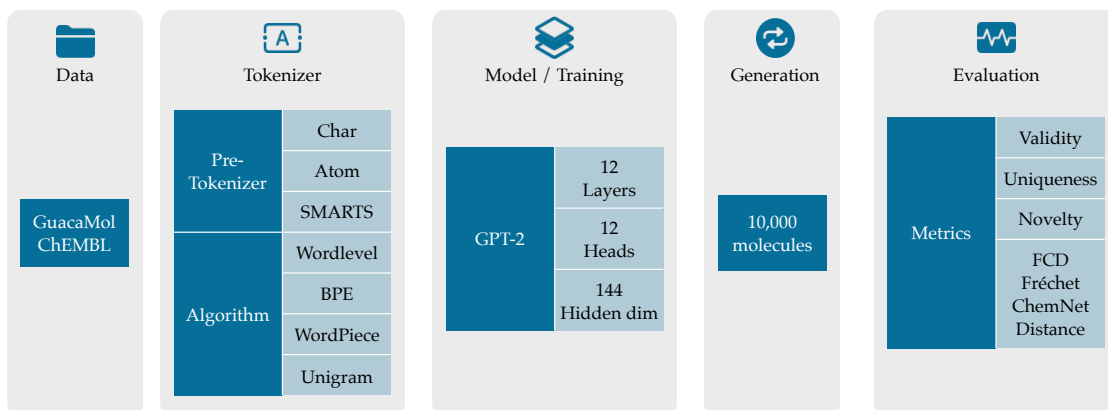 Data
GuacaMol
ChEMBL
A
Tokenizer
Pre-
Tokenizer
Char
Atom
SMARTS
Algorithm
Wordlevel
BPE
WordPiece
Unigram
Model / Training
GPT-2
12
Layers
12
Heads
144
Hidden dim
Generation
10,000
molecules
Evaluation
Metrics
Validity
Uniqueness
Novelty
FCD
Fréchet
ChemNet
Distance